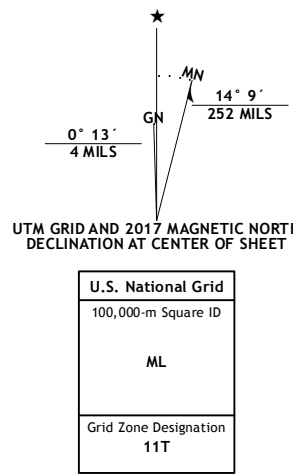 MN
GN
14° 9´
252 MILS
0° 13´
4 MILS
UTM GRID AND 2017 MAGNETIC NORTH
DECLINATION AT CENTER OF SHEET
U.S. National Grid
100,000-m Square ID
ML
Grid Zone Designation
11T